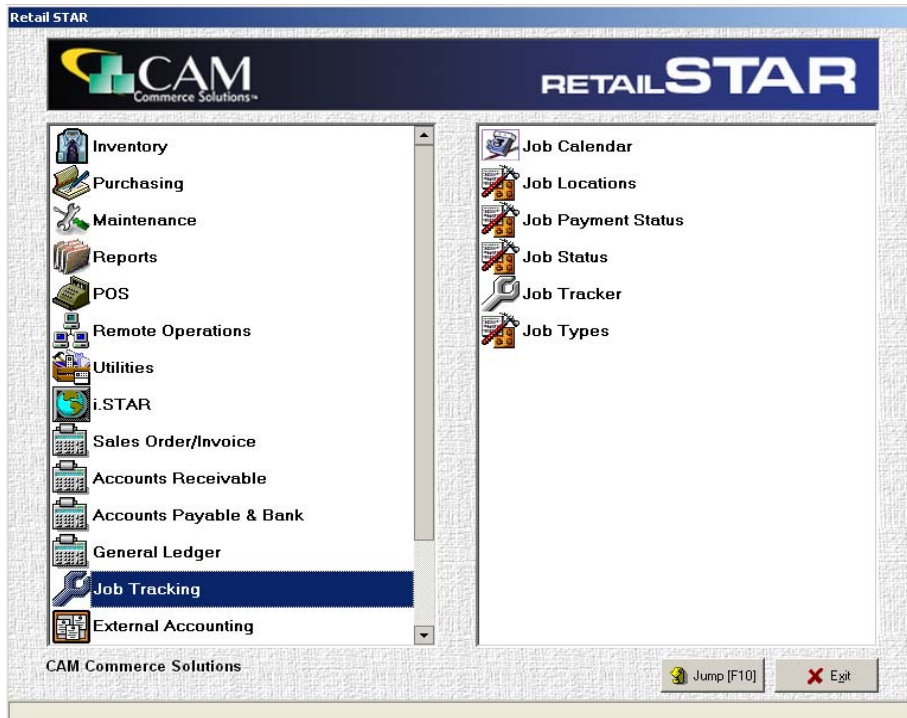 Retail STAR
CAM
Commerce Solutions
RETAILSTAR
Inventory
Purchasing
Maintenance
Reports
POS
Remote Operations
Utilities
i.STAR
Sales Order/Invoice
Accounts Receivable
Accounts Payable & Bank
General Ledger
Job Tracking
External Accounting
Job Calendar
Job Locations
Job Payment Status
Job Status
Job Tracker
Job Types
CAM Commerce Solutions
Jump [F10]
Exit